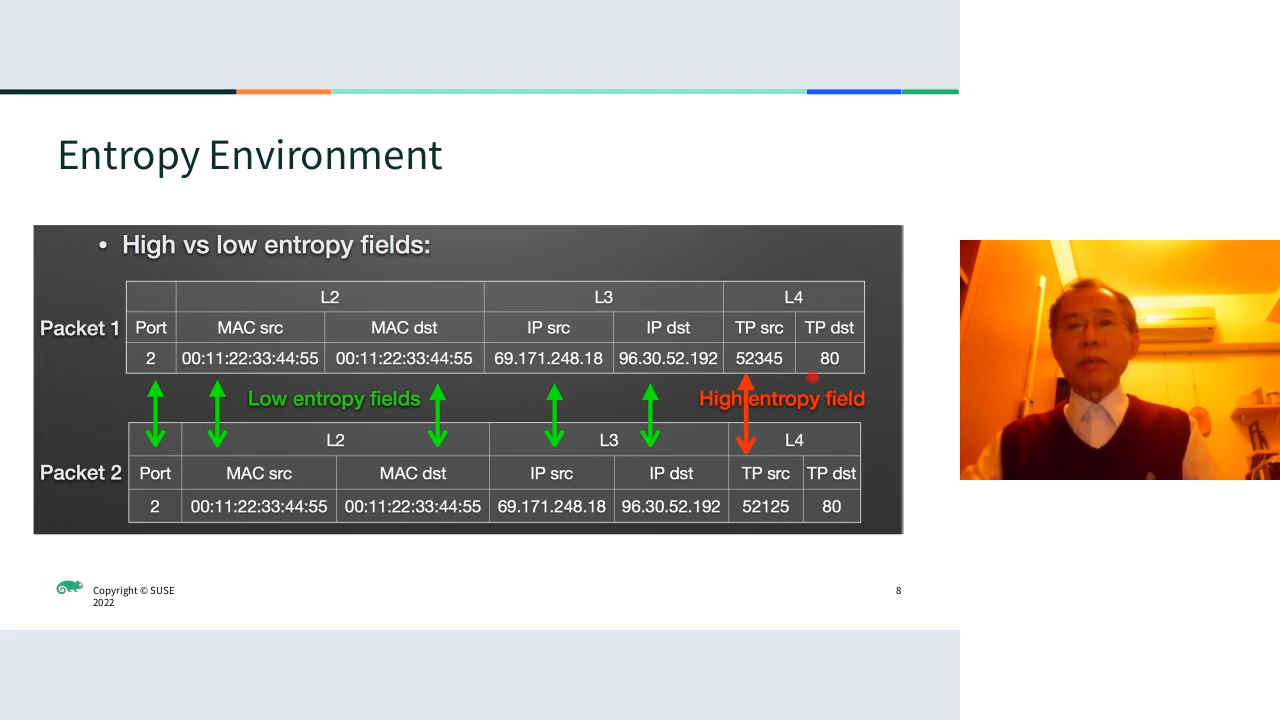 Entropy Environment
• High vs low entropy fields:
L2 L3 L4
Packet 1 Port MAC src MAC dst IP src IP dst TP src TP dst
2 00:11:22:33:44:55 00:11:22:33:44:55 69.171.248.18 96.30.52.192 52345 80
Low entropy fields High entropy field
L2 L3 L4
Packet 2 Port MAC src MAC dst IP src IP dst TP src TP dst
2 00:11:22:33:44:55 00:11:22:33:44:55 69.171.248.18 96.30.52.192 52125 80
Copyright © SUSE
2022
8